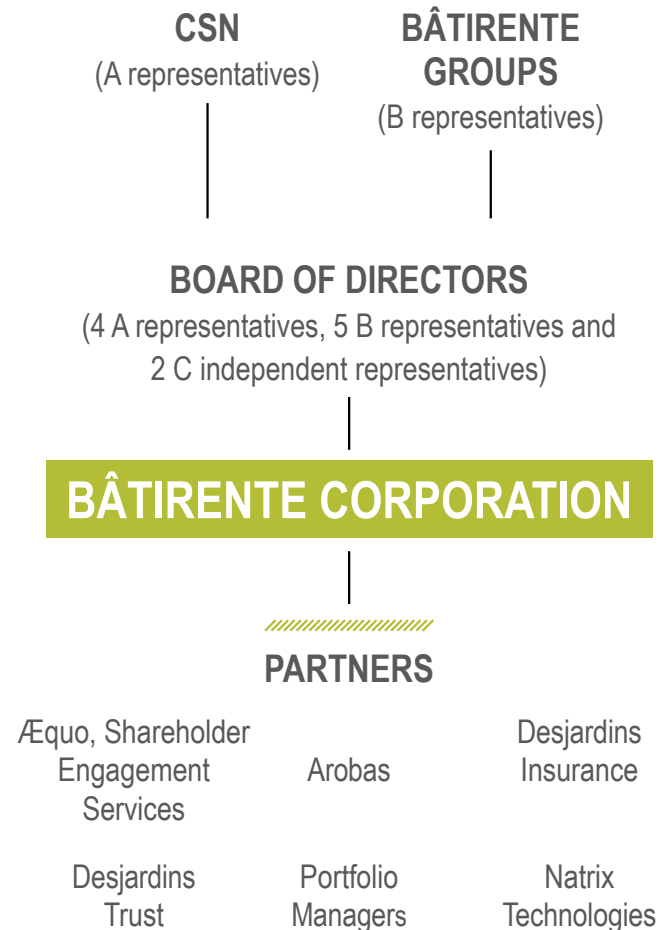 CSN
(A representatives)
BÂTIRENTE
GROUPS
(B representatives)
BOARD OF DIRECTORS
(4 A representatives, 5 B representatives and
2 C independent representatives)
BÂTIRENTE CORPORATION
PARTNERS
Æquo, Shareholder
Engagement
Services
Arobas
Desjardins
Insurance
Desjardins
Trust
Portfolio
Managers
Natrix
Technologies